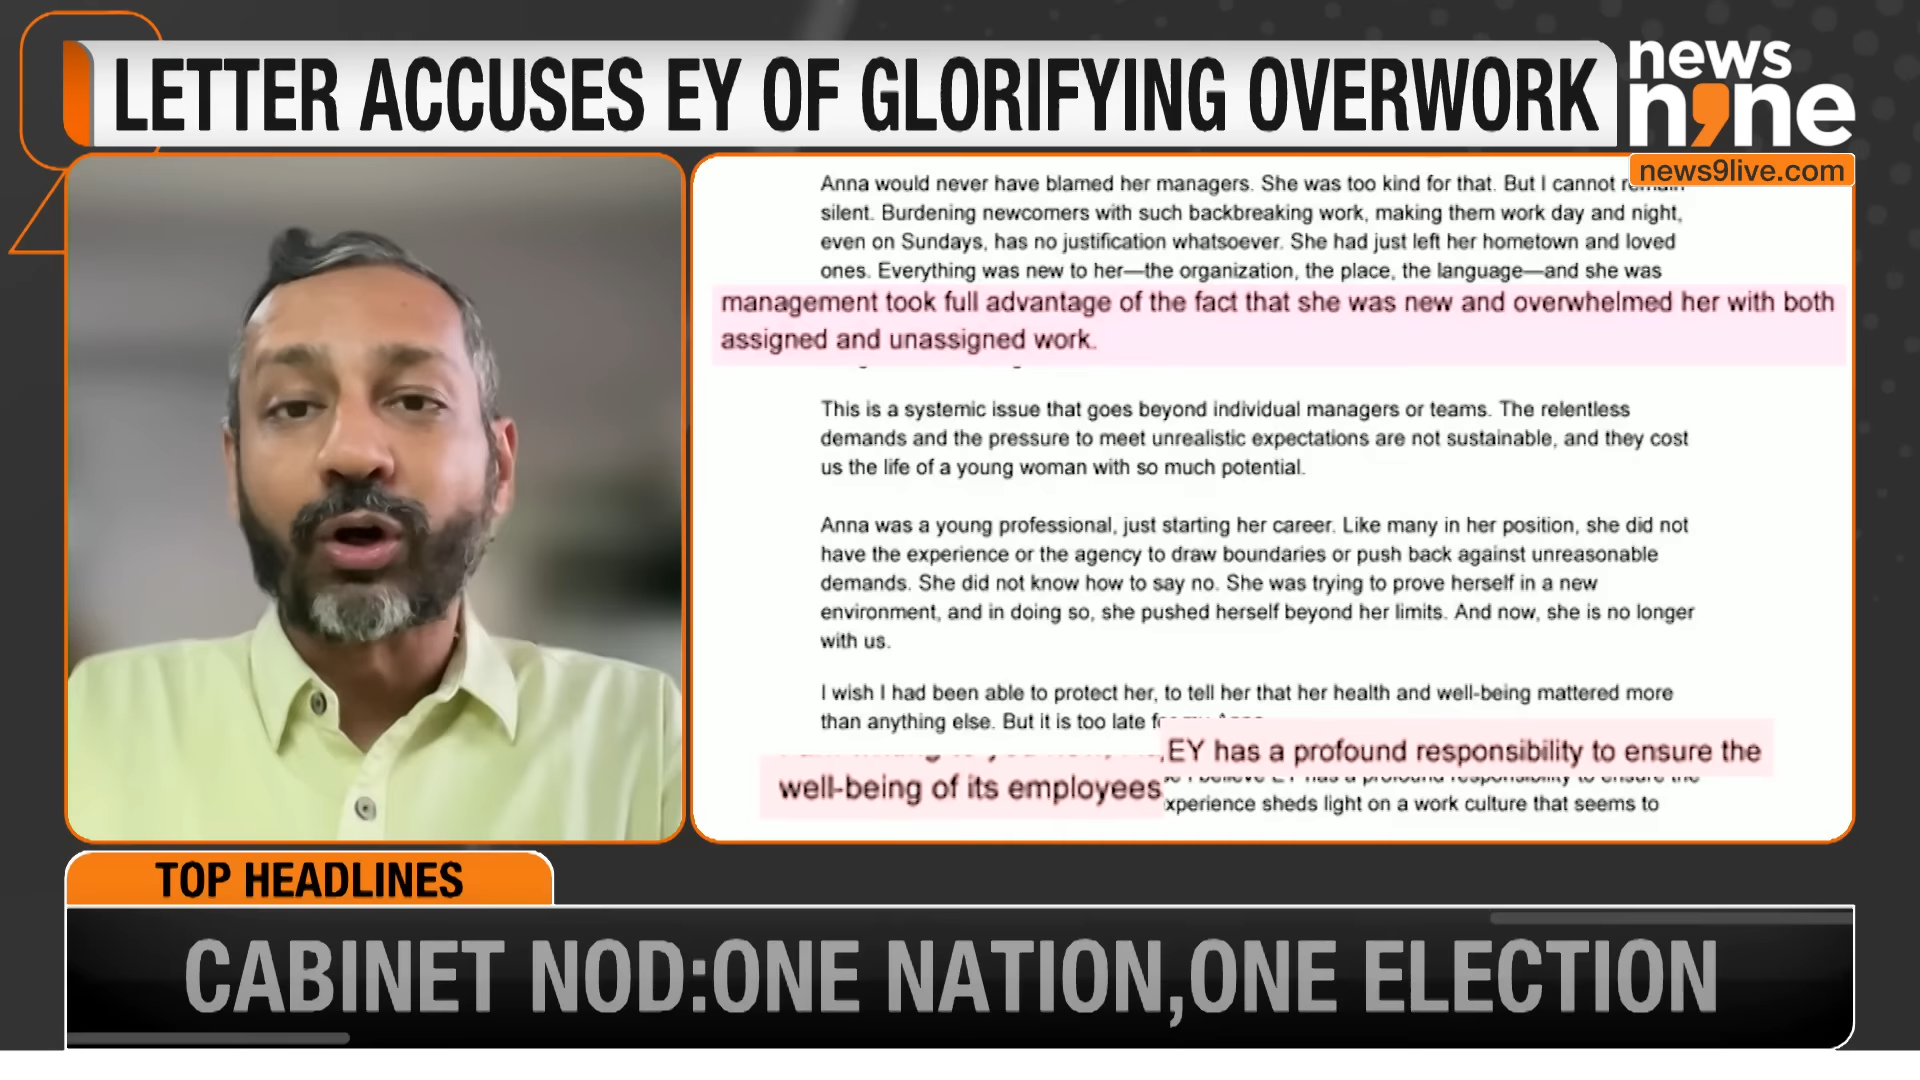 LETTER ACCUSES EY OF GLORIFYING OVERWORK
news
nine
news9live.com
Anna would never have blamed her managers. She was too kind for that. But I cannot remain
silent. Burdening newcomers with such backbreaking work, making them work day and night,
even on Sundays, has no justification whatsoever. She had just left her hometown and loved
ones. Everything was new to her—the organization, the place, the language—and she was
management took full advantage of the fact that she was new and overwhelmed her with both
assigned and unassigned work.
This is a systemic issue that goes beyond individual managers or teams. The relentless
demands and the pressure to meet unrealistic expectations are not sustainable, and they cost
us the life of a young woman with so much potential.
Anna was a young professional, just starting her career. Like many in her position, she did not
have the experience or the agency to draw boundaries or push back against unreasonable
demands. She did not know how to say no. She was trying to prove herself in a new
environment, and in doing so, she pushed herself beyond her limits. And now, she is no longer
with us.
I wish I had been able to protect her, to tell her that her health and well-being mattered more
than anything else. But it is too late
,EY has a profound responsibility to ensure the
well-being of its employees
xperience sheds light on a work culture that seems to
TOP HEADLINES
CABINET NOD:ONE NATION,ONE ELECTION